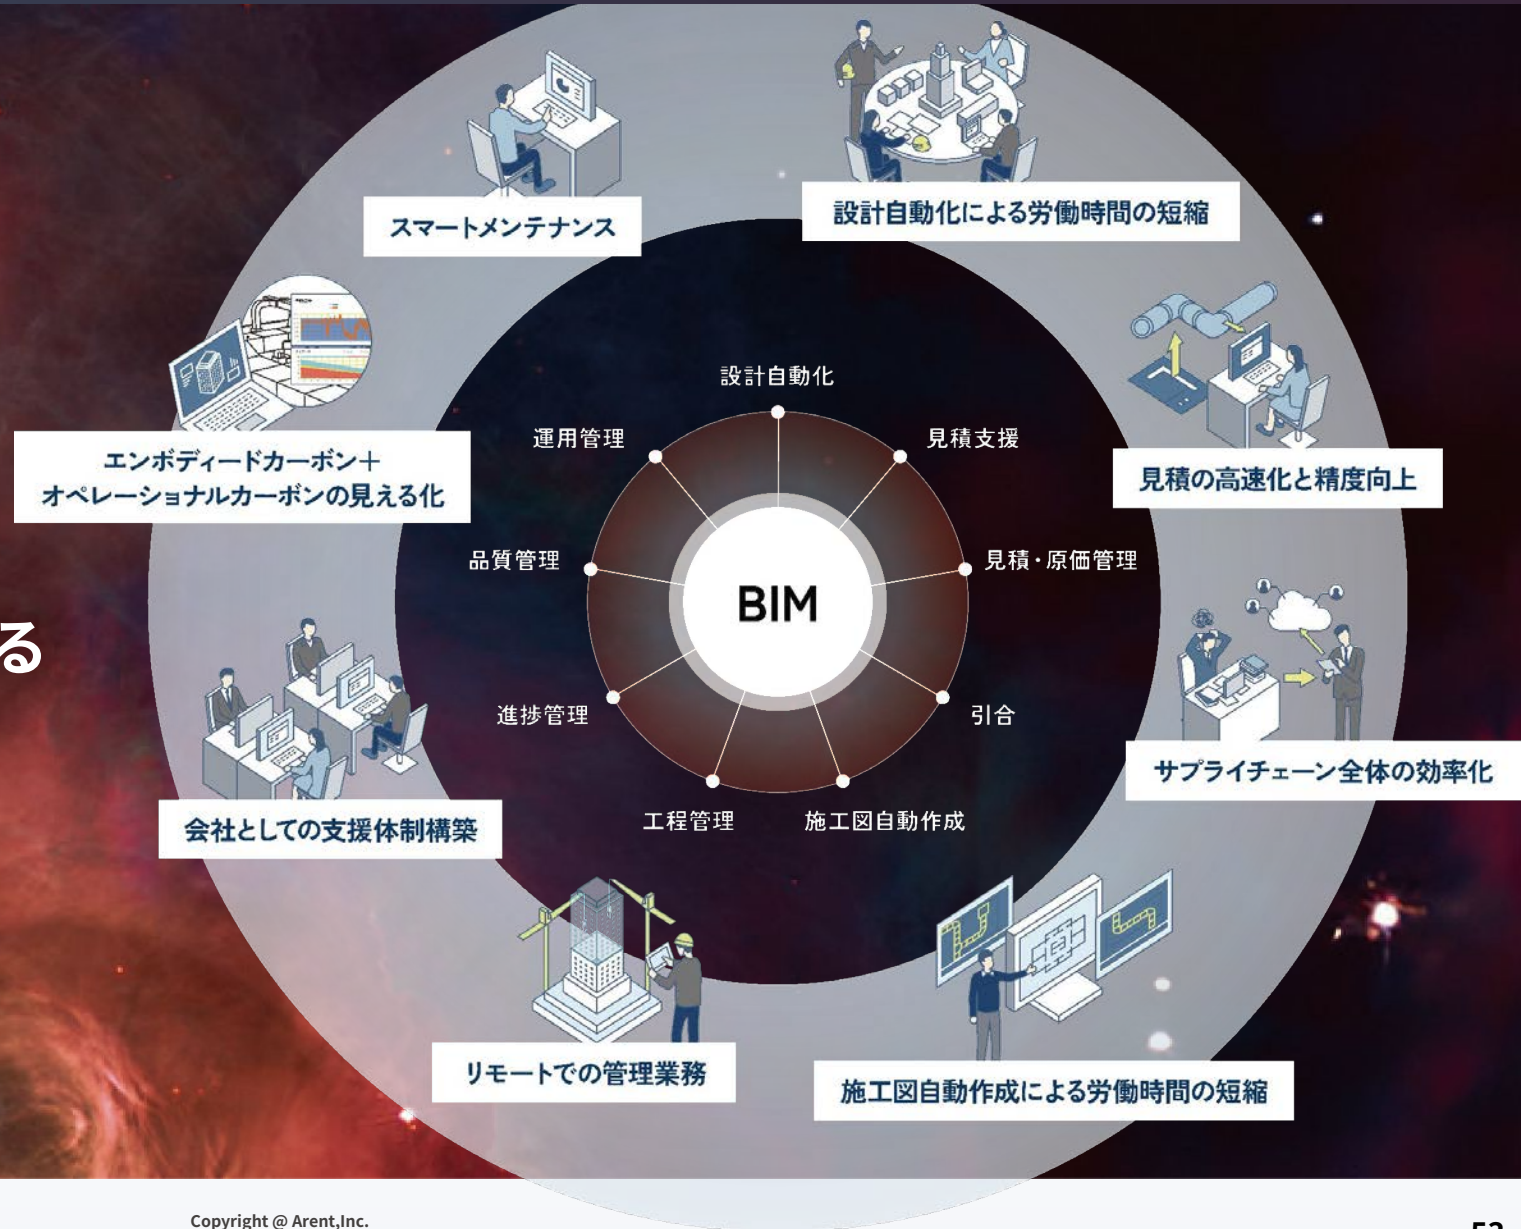 スマートメンテナンス
設計自動化による労働時間の短縮
エンボディードカーボン＋
オペレーショナルカーボンの見える化
見積の高速化と精度向上
設計自動化
運用管理
見積支援
品質管理
見積・原価管理
BIM
る
進捗管理
引合
工程管理
施工図自動作成
サプライチェーン全体の効率化
会社としての支援体制構築
リモートでの管理業務
施工図自動作成による労働時間の短縮
Copyright @ Arent,Inc.